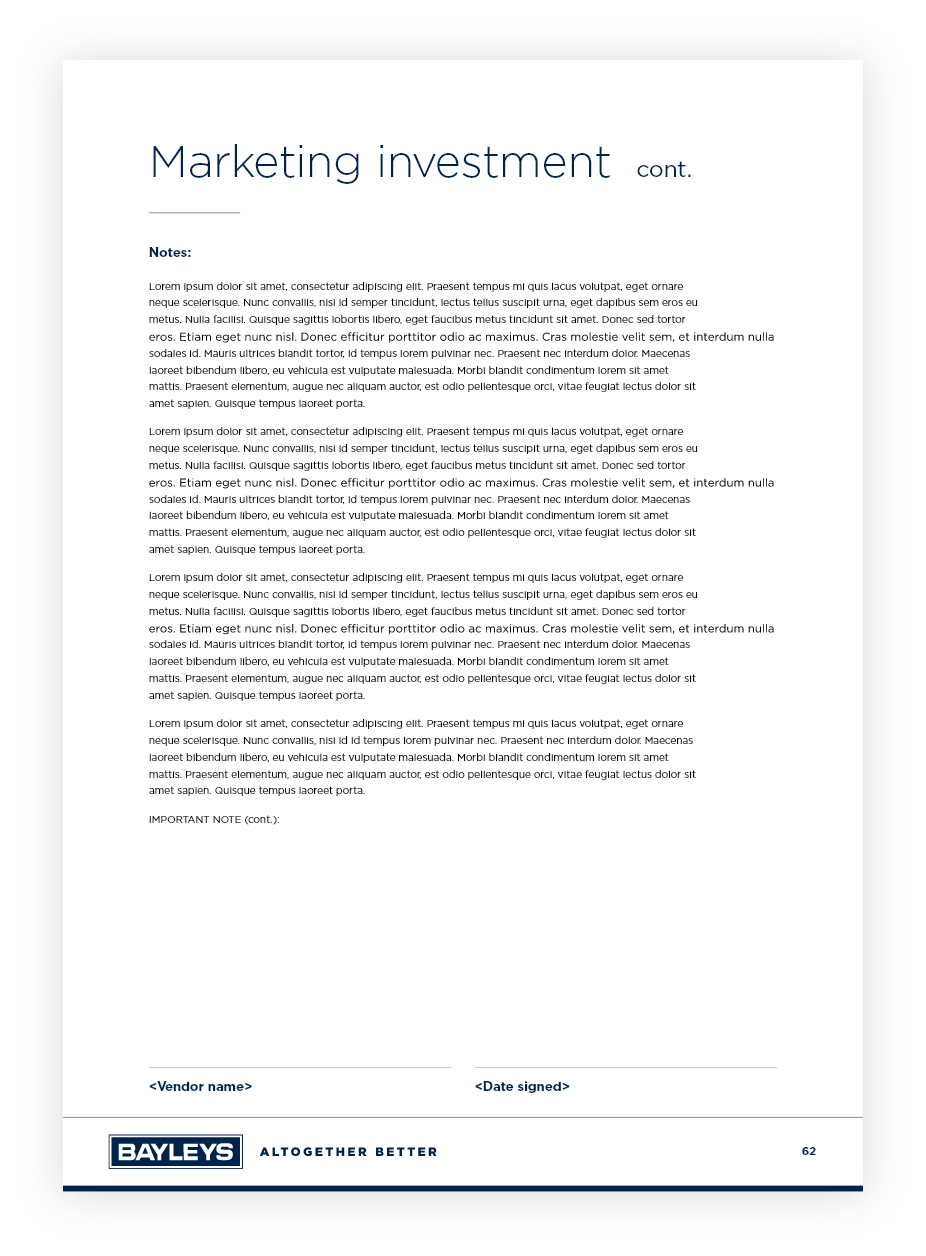 Marketing investment cont.
Notes:
Lorem ipsum dolor sit amet, consectetur adipiscing elit. Praesent tempus mi quis lacus volutpat, eget ornare
neque scelerisque. Nunc convallis, nisi id semper tincidunt, lectus tellus suscipit urna, eget dapibus sem eros eu
metus. Nulla facilisi. Quisque sagittis lobortis libero, eget faucibus metus tincidunt sit amet. Donec sed tortor
eros. Etiam eget nunc nisl. Donec efficitur porttitor odio ac maximus. Cras molestie velit sem, et interdum nulla
sodales id. Mauris ultrices blandit tortor, id tempus lorem pulvinar nec. Praesent nec interdum dolor. Maecenas
laoreet bibendum libero, eu vehicula est vulputate malesuada. Morbi blandit condimentum lorem sit amet
mattis. Praesent elementum, augue nec aliquam auctor, est odio pellentesque orci, vitae feugiat lectus dolor sit
amet sapien. Quisque tempus laoreet porta.
Lorem ipsum dolor sit amet, consectetur adipiscing elit. Praesent tempus mi quis lacus volutpat, eget ornare
neque scelerisque. Nunc convallis, nisi id semper tincidunt, lectus tellus suscipit urna, eget dapibus sem eros eu
metus. Nulla facilisi. Quisque sagittis lobortis libero, eget faucibus metus tincidunt sit amet. Donec sed tortor
eros. Etiam eget nunc nisl. Donec efficitur porttitor odio ac maximus. Cras molestie velit sem, et interdum nulla
sodales id. Mauris ultrices blandit tortor, id tempus lorem pulvinar nec. Praesent nec interdum dolor. Maecenas
laoreet bibendum libero, eu vehicula est vulputate malesuada. Morbi blandit condimentum lorem sit amet
mattis. Praesent elementum, augue nec aliquam auctor, est odio pellentesque orci, vitae feugiat lectus dolor sit
amet sapien. Quisque tempus laoreet porta.
Lorem ipsum dolor sit amet, consectetur adipiscing elit. Praesent tempus mi quis lacus volutpat, eget ornare
neque scelerisque. Nunc convallis, nisi id semper tincidunt, lectus tellus suscipit urna, eget dapibus sem eros eu
metus. Nulla facilisi. Quisque sagittis lobortis libero, eget faucibus metus tincidunt sit amet. Donec sed tortor
eros. Etiam eget nunc nisl. Donec efficitur porttitor odio ac maximus. Cras molestie velit sem, et interdum nulla
sodales id. Mauris ultrices blandit tortor, id tempus lorem pulvinar nec. Praesent nec interdum dolor. Maecenas
laoreet bibendum libero, eu vehicula est vulputate malesuada. Morbi blandit condimentum lorem sit amet
mattis. Praesent elementum, augue nec aliquam auctor, est odio pellentesque orci, vitae feugiat lectus dolor sit
amet sapien. Quisque tempus laoreet porta.
Lorem ipsum dolor sit amet, consectetur adipiscing elit. Praesent tempus mi quis lacus volutpat, eget ornare
neque scelerisque. Nunc convallis, nisi id id tempus lorem pulvinar nec. Praesent nec interdum dolor. Maecenas
laoreet bibendum libero, eu vehicula est vulputate malesuada. Morbi blandit condimentum lorem sit amet
mattis. Praesent elementum, augue nec aliquam auctor, est odio pellentesque orci, vitae feugiat lectus dolor sit
amet sapien. Quisque tempus laoreet porta.
IMPORTANT NOTE (cont.):
<Vendor name> <Date signed>
BAYLEYS ALTOGETHER BETTER 62